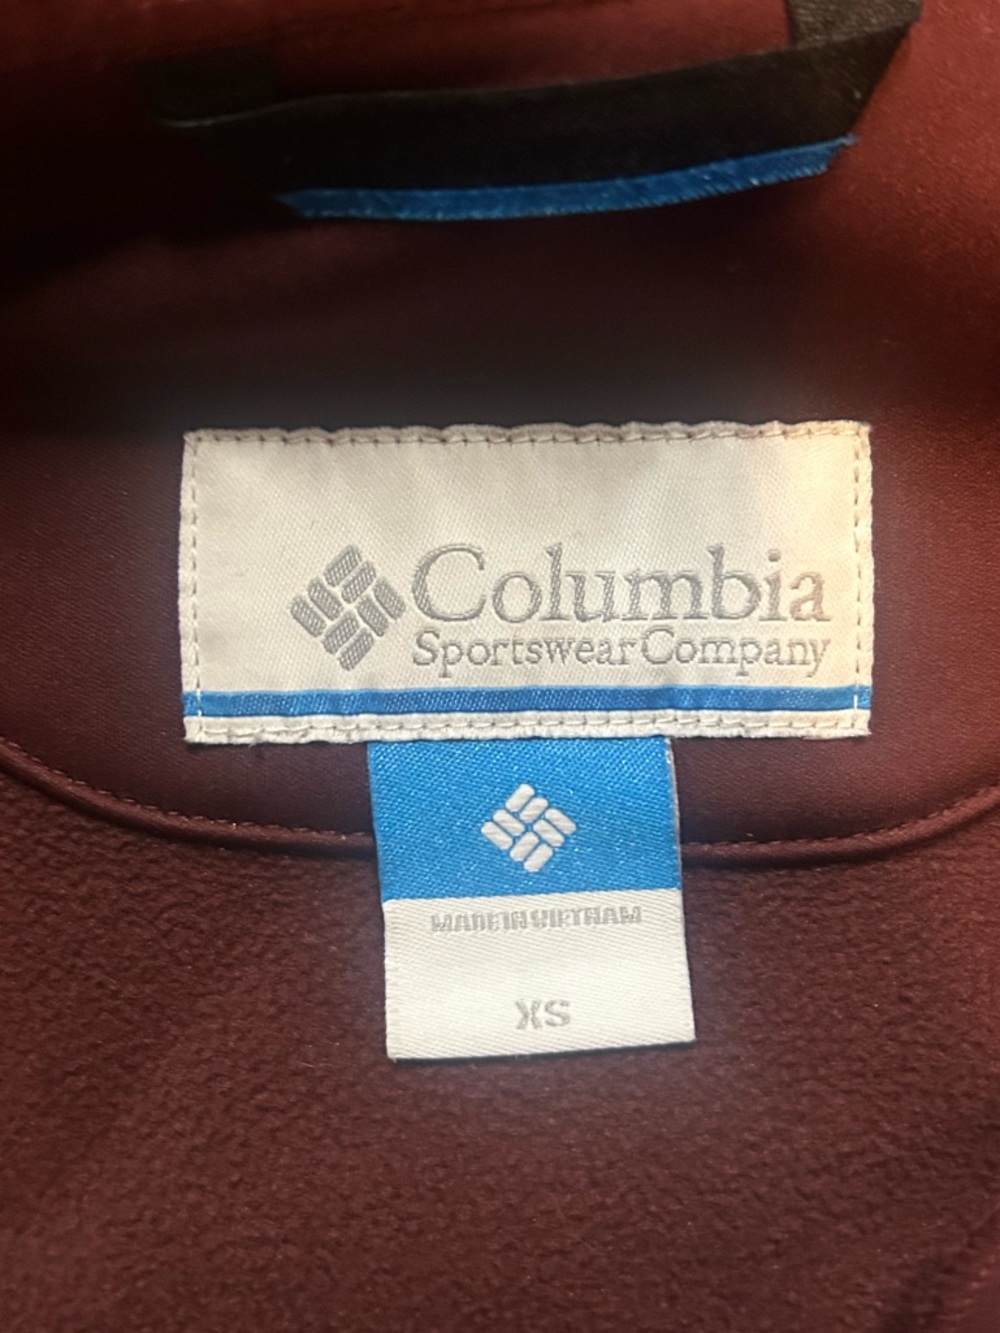 Columbia
Sportswear Company
MADE IN VIETNAM
XS